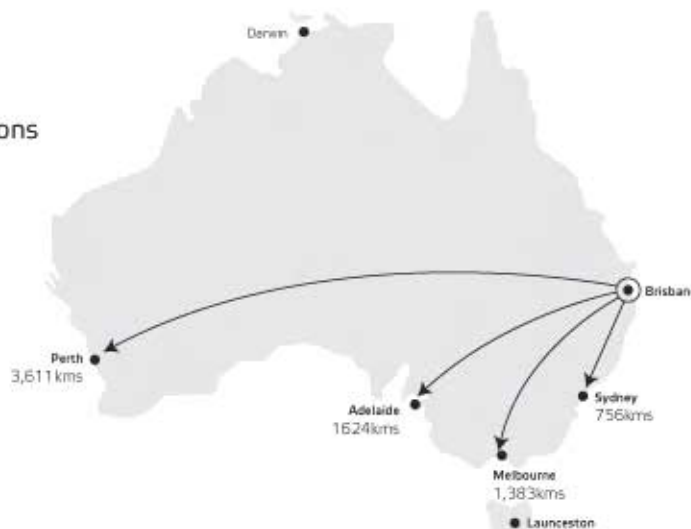 Darwin
ons
Brisban
Perth
3,611kms
Adelaide
1624kms
Sydney
756kms
Melbourne
1,383kms
Launceston